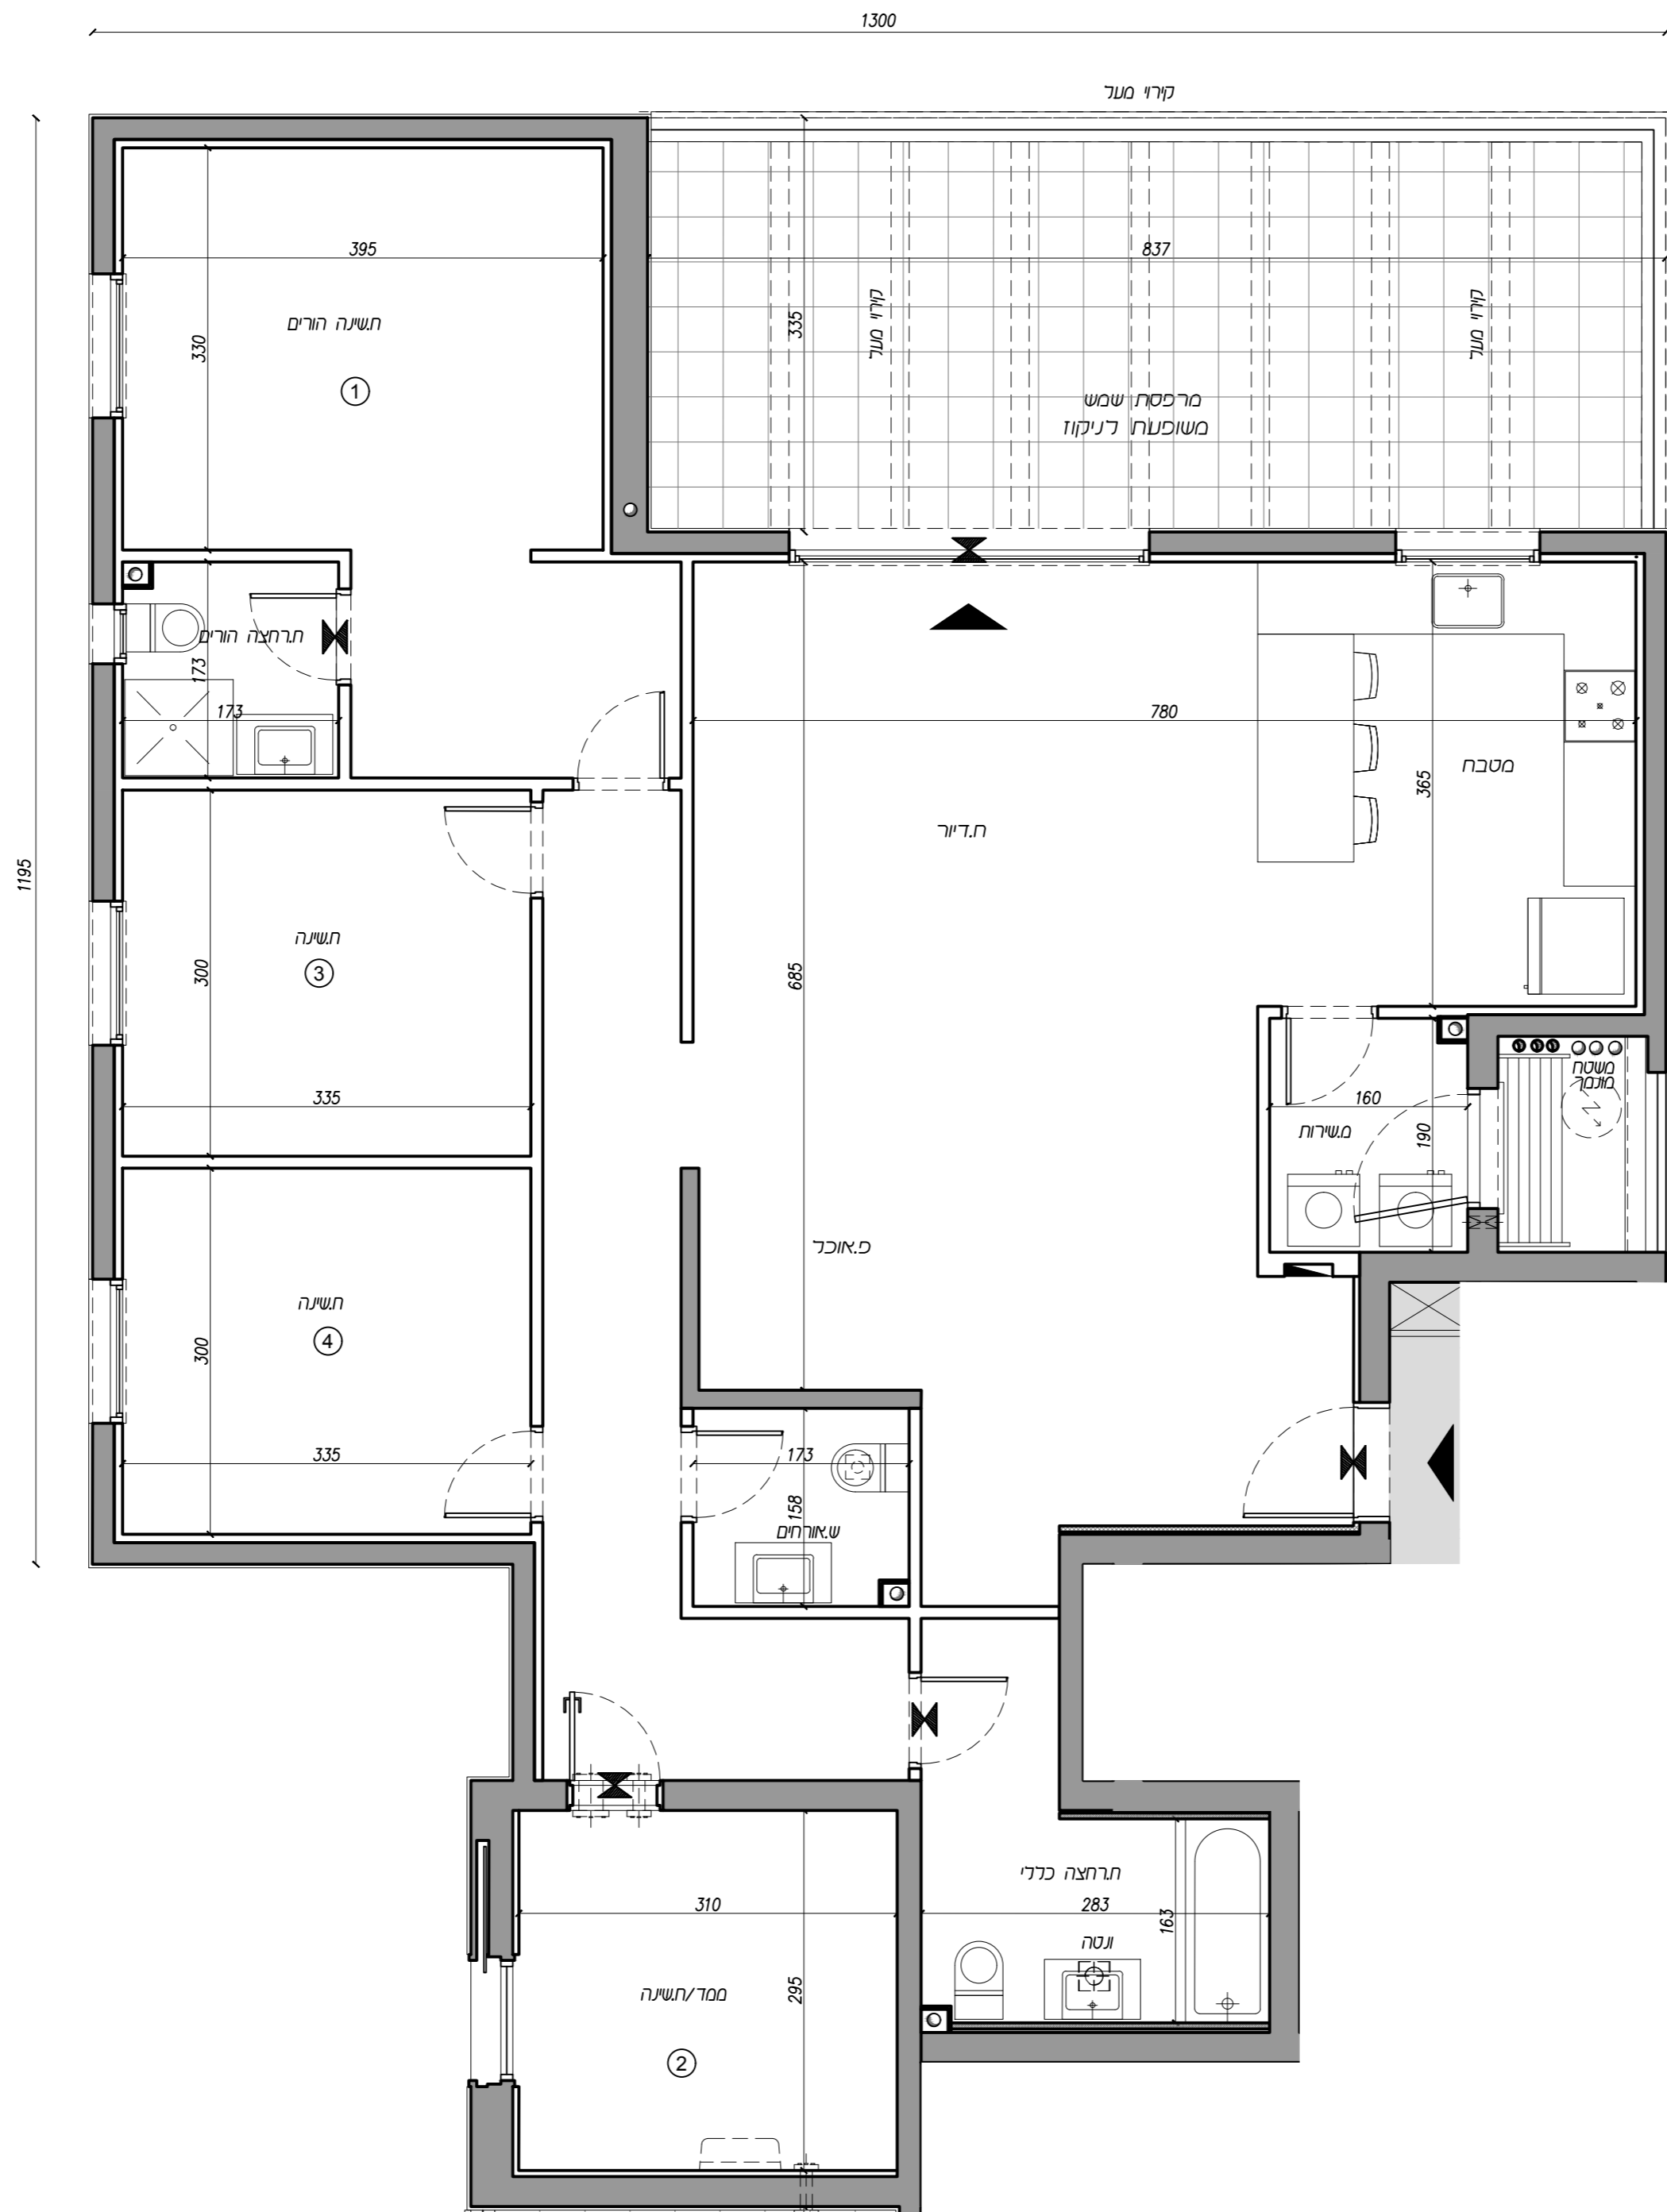 1300
קירוי מעל
395
837
335
קירוי מעל
קירוי מעל
ח.שינה הורים
330
1
מרפסת שמש
משופעת לניקוז
ח.רחצה הורים
173
173
780
מטבח
365
ח.דיור
1195
ח.שינה
3
300
685
335
משטח
מונמך
160
מ.שירות
190
פ.אוכל
ח.שינה
4
300
335
173
158
ש.אורחים
ח.רחצה כללי
310
283
163
ונטה
295
ממד/ח.שינה
2